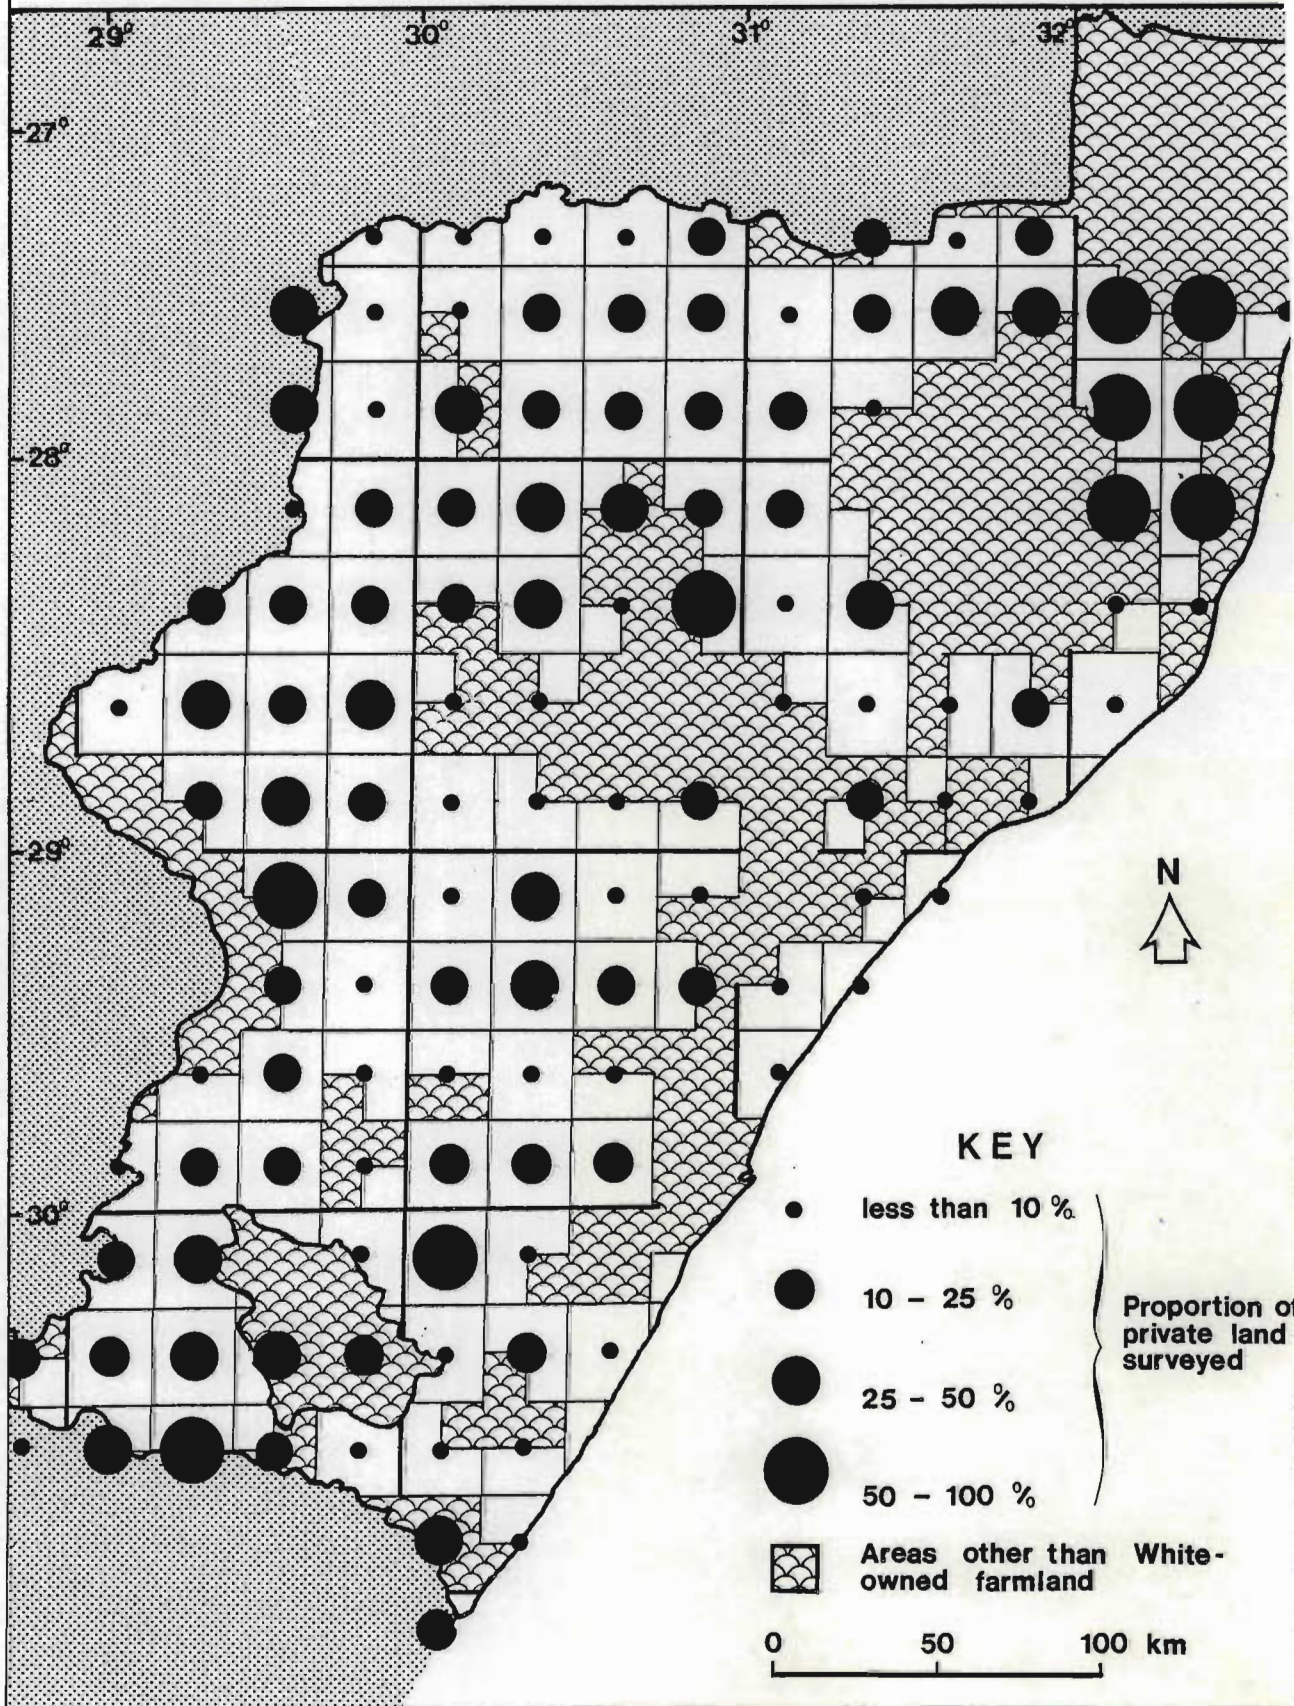 29°
30°
31°
32°
27°
28°
29°
30°
N
KEY
less than 10 %
10 – 25 %
25 – 50 %
50 – 100 %
Proportion of
private land
surveyed
Areas other than White-
owned farmland
0 50 100 km